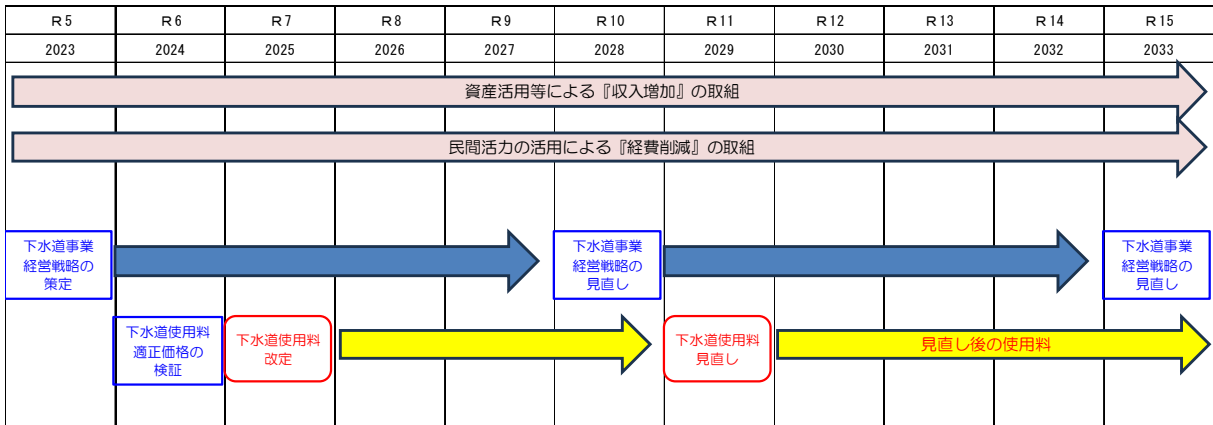 R5 R6 R7 R8 R9 R10 R11 R12 R13 R14 R15
2023 2024 2025 2026 2027 2028 2029 2030 2031 2032 2033
資産活用等による『収入増加』の取組
民間活力の活用による『経費削減』の取組
下水道事業
経営戦略の
策定
下水道事業
経営戦略の
見直し
下水道事業
経営戦略の
見直し
下水道使用料
適正価格の
検証
下水道使用料
改定
下水道使用料
見直し
見直し後の使用料